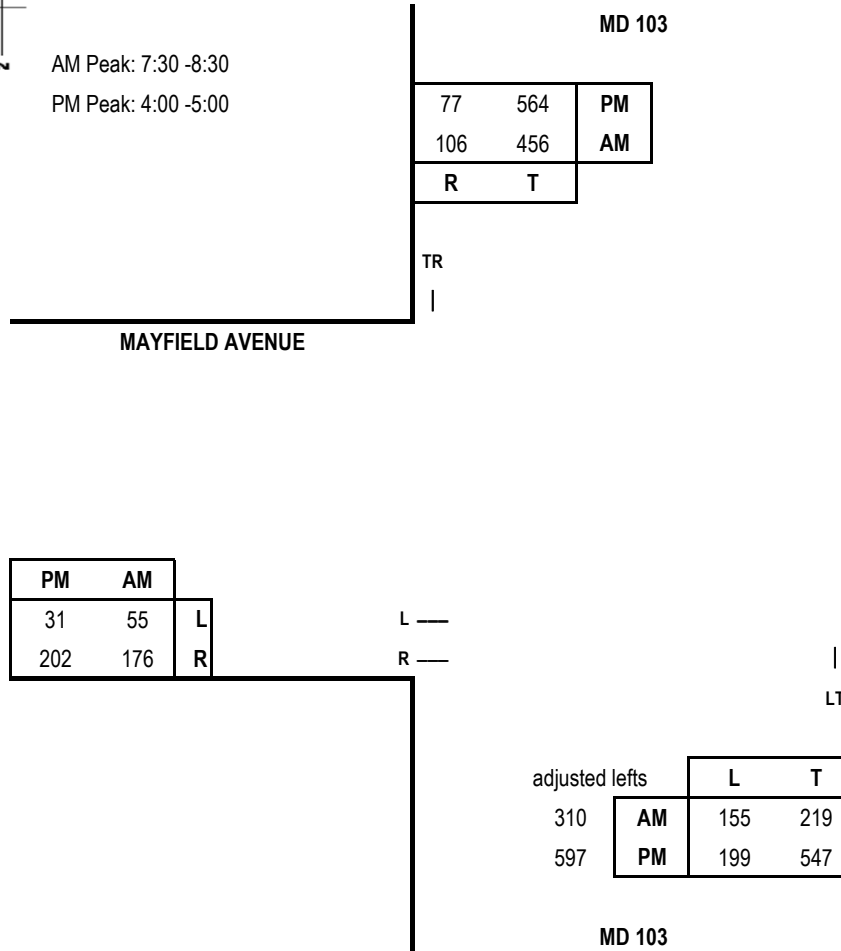 MD 103
AM Peak: 7:30 -8:30
PM Peak: 4:00 -5:00
77 564 PM
106 456 AM
R T
TR
MAYFIELD AVENUE
PM AM
31 55 L
202 176 R
L
R
LT
adjusted lefts L T
310 AM 155 219
597 PM 199 547
MD 103